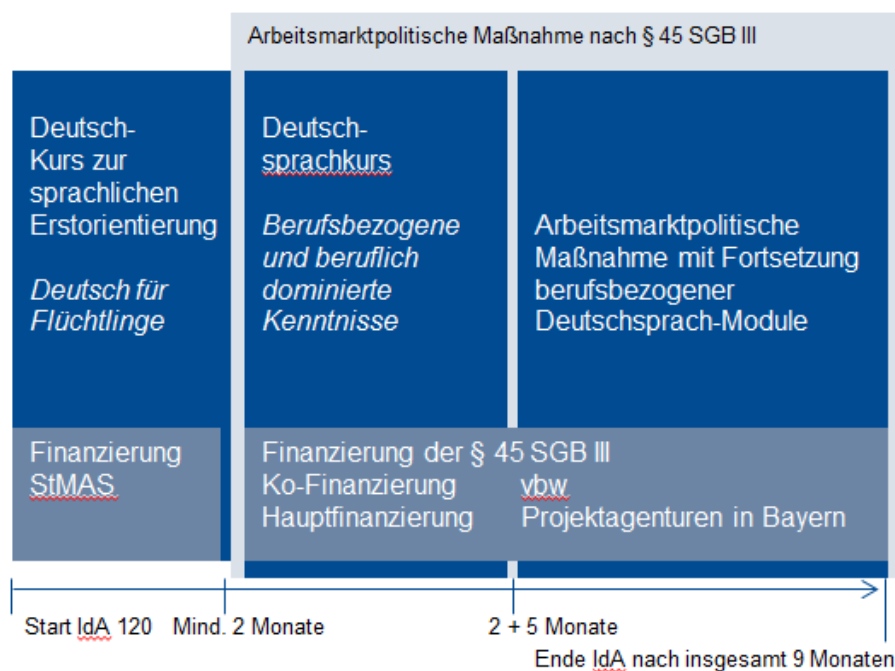 Arbeitsmarktpolitische Maßnahme nach § 45 SGB III
Deutsch-
Kurs zur
sprachlichen
Erstorientierung
Deutsch für
Flüchtlinge
Deutsch-
sprachkurs
Berufsbezogene
und beruflich
dominierte
Kenntnisse
Arbeitsmarktpolitische
Maßnahme mit Fortsetzung
berufsbezogener
Deutschsprach-Module
Finanzierung
StMAS
Finanzierung der § 45 SGB III
Ko-Finanzierung vbw
Hauptfinanzierung Projektagenturen in Bayern
Start IdA 120 Mind. 2 Monate 2 + 5 Monate
Ende IdA nach insgesamt 9 Monaten